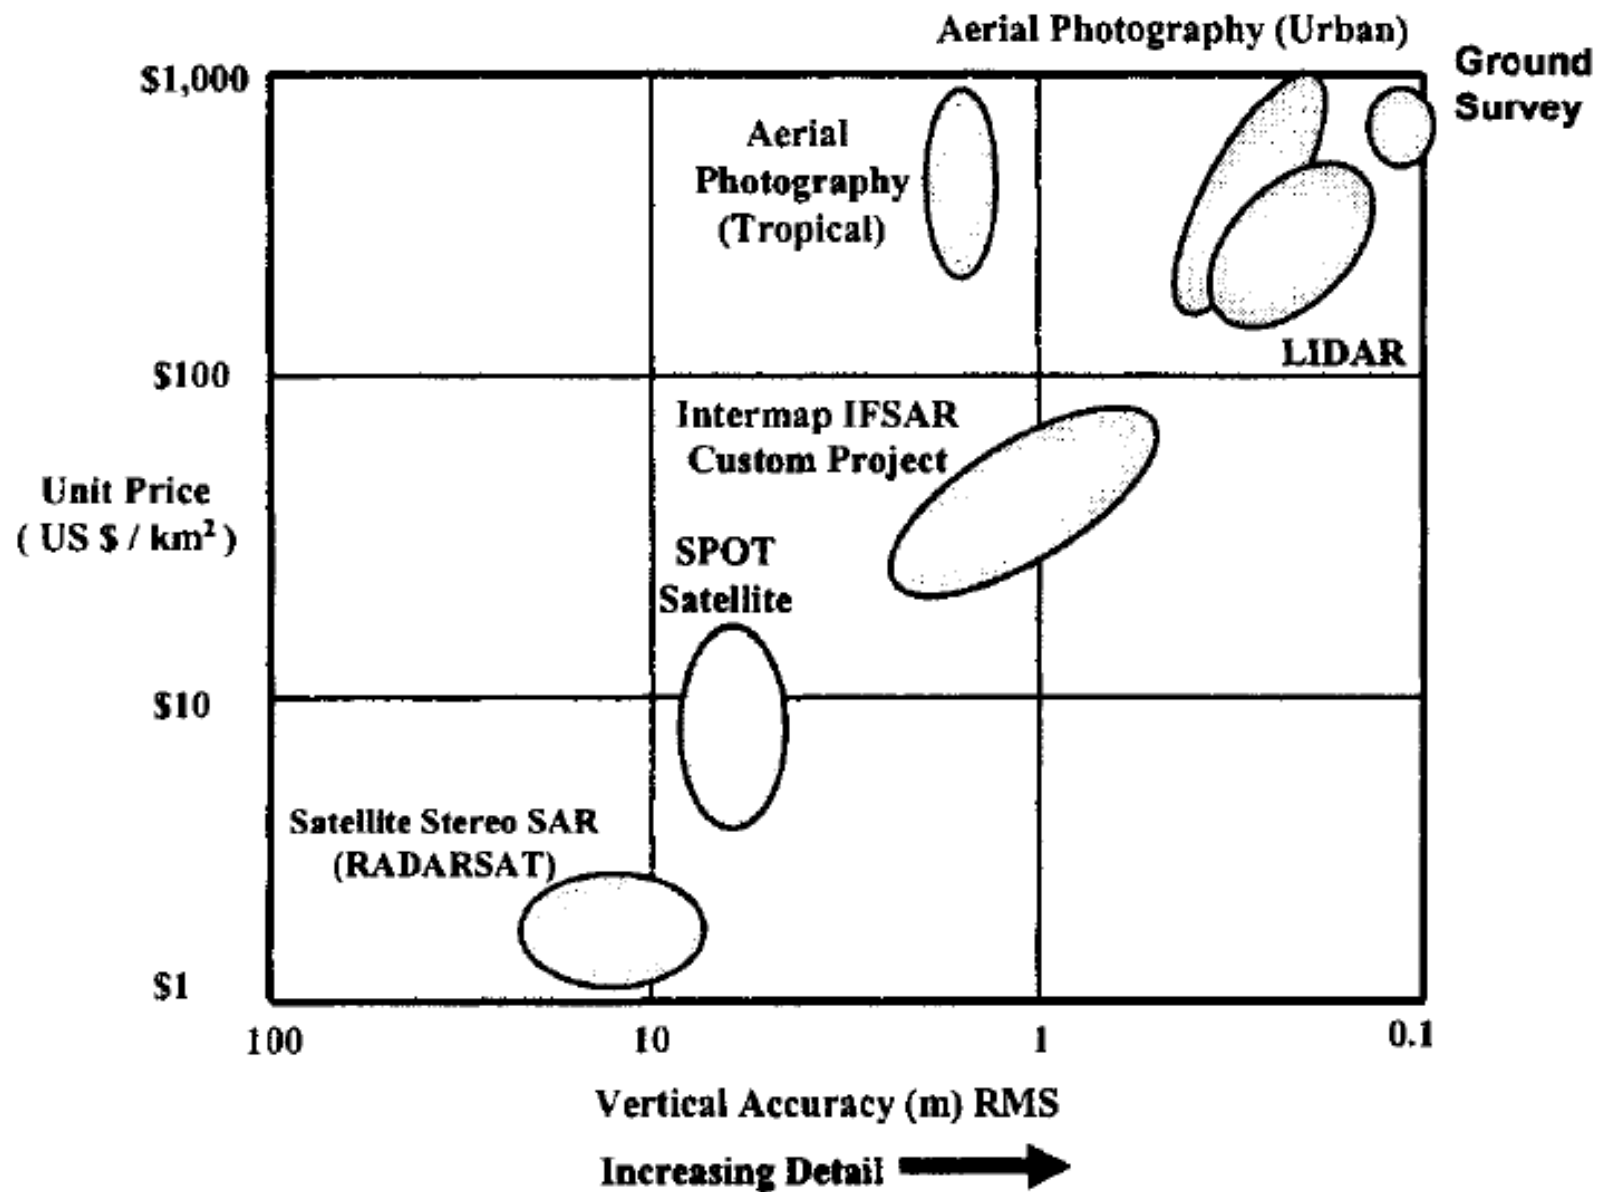 Aerial Photography (Urban)
Ground
Survey
$1,000
Aerial
Photography
(Tropical)
LIDAR
$100
Intermap IFSAR
Custom Project
Unit Price
( US $ / km² )
SPOT
Satellite
$10
Satellite Stereo SAR
(RADARSAT)
$1
100 10 1 0.1
Vertical Accuracy (m) RMS
Increasing Detail